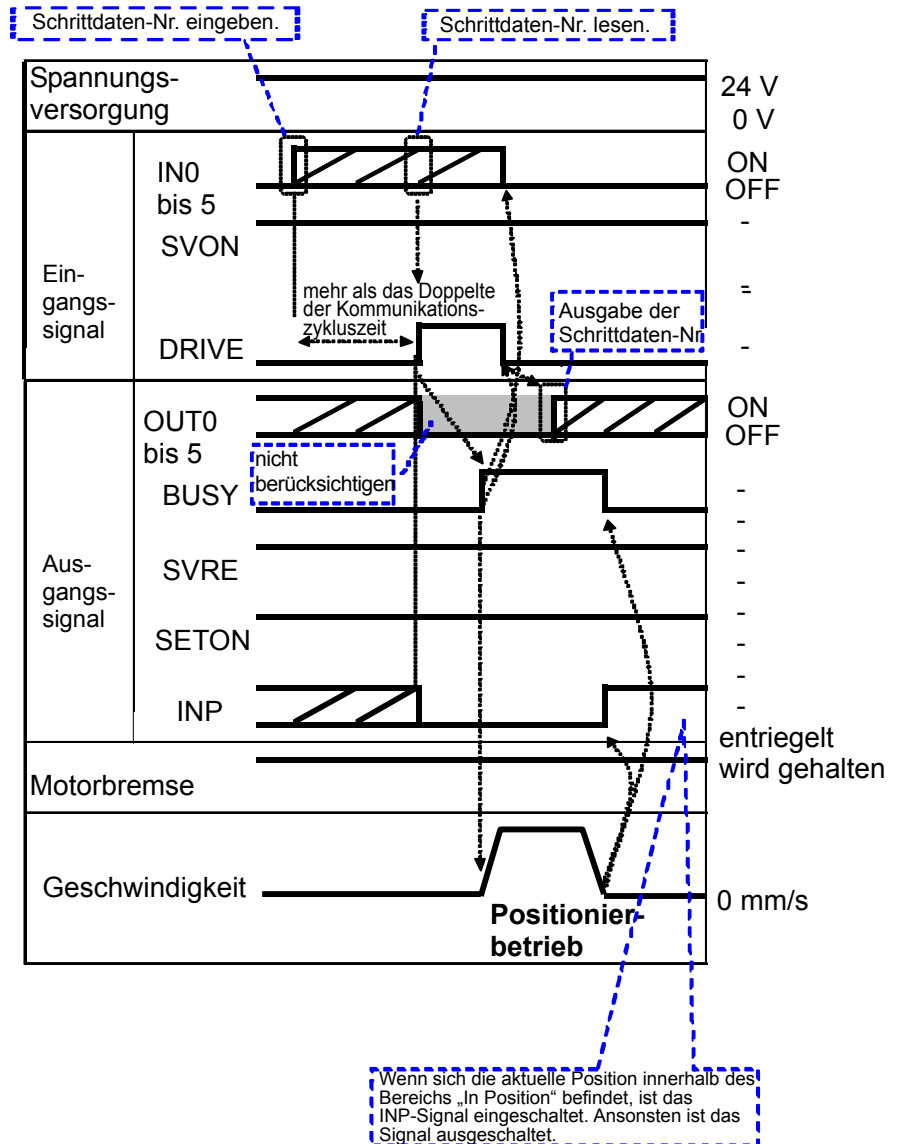 Schrittdaten-Nr. eingeben.
Schrittdaten-Nr. lesen.
Spannungs-
versorgung
24 V
0 V
Ein-
gangs-
signal
IN0
bis 5
ON
OFF
-
SVON
=
mehr als das Doppelte
der Kommunikations-
zykluszeit
Ausgabe der
Schrittdaten-Nr
DRIVE
-
Aus-
gangs-
signal
OUT0
bis 5
ON
OFF
nicht
berücksichtigen
BUSY
-
-
SVRE
-
-
SETON
-
-
INP
-
entriegelt
wird gehalten
Motorbremse
Geschwindigkeit
0 mm/s
Positionier-
betrieb
Wenn sich die aktuelle Position innerhalb des
Bereichs „In Position“ befindet, ist das
INP-Signal eingeschaltet. Ansonsten ist das
Signal ausgeschaltet.